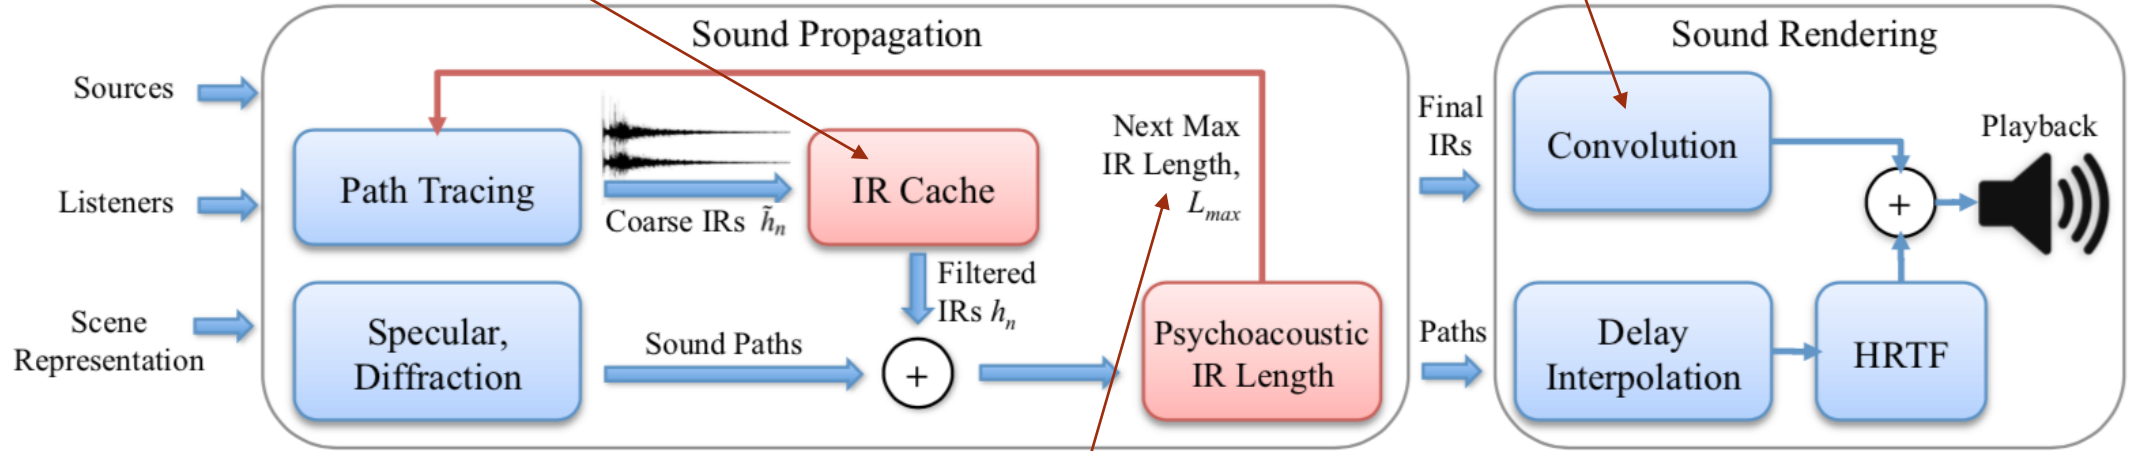 Sound Propagation
Sound Rendering
Sources
Listeners
Scene
Representation
Path Tracing
Coarse IRs h̃n
IR Cache
Filtered
IRs hn
Specular,
Diffraction
Sound Paths
+
Next Max
IR Length,
Lmax
Psychoacoustic
IR Length
Final
IRs
Paths
Convolution
Delay
Interpolation
HRTF
+
Playback